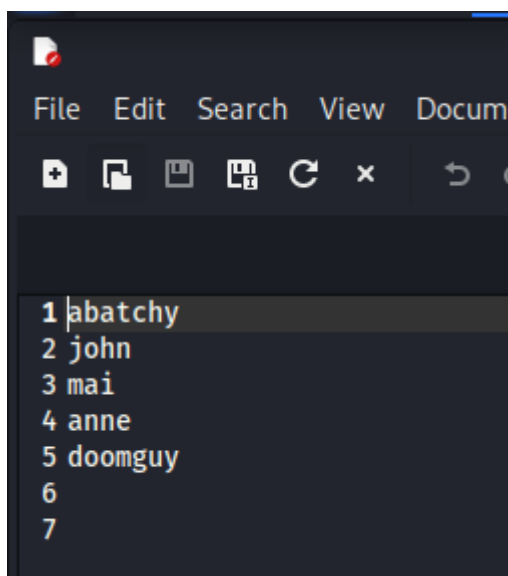 File Edit Search View Docum
1 abatchy
2 john
3 mai
4 anne
5 doomguy
6
7